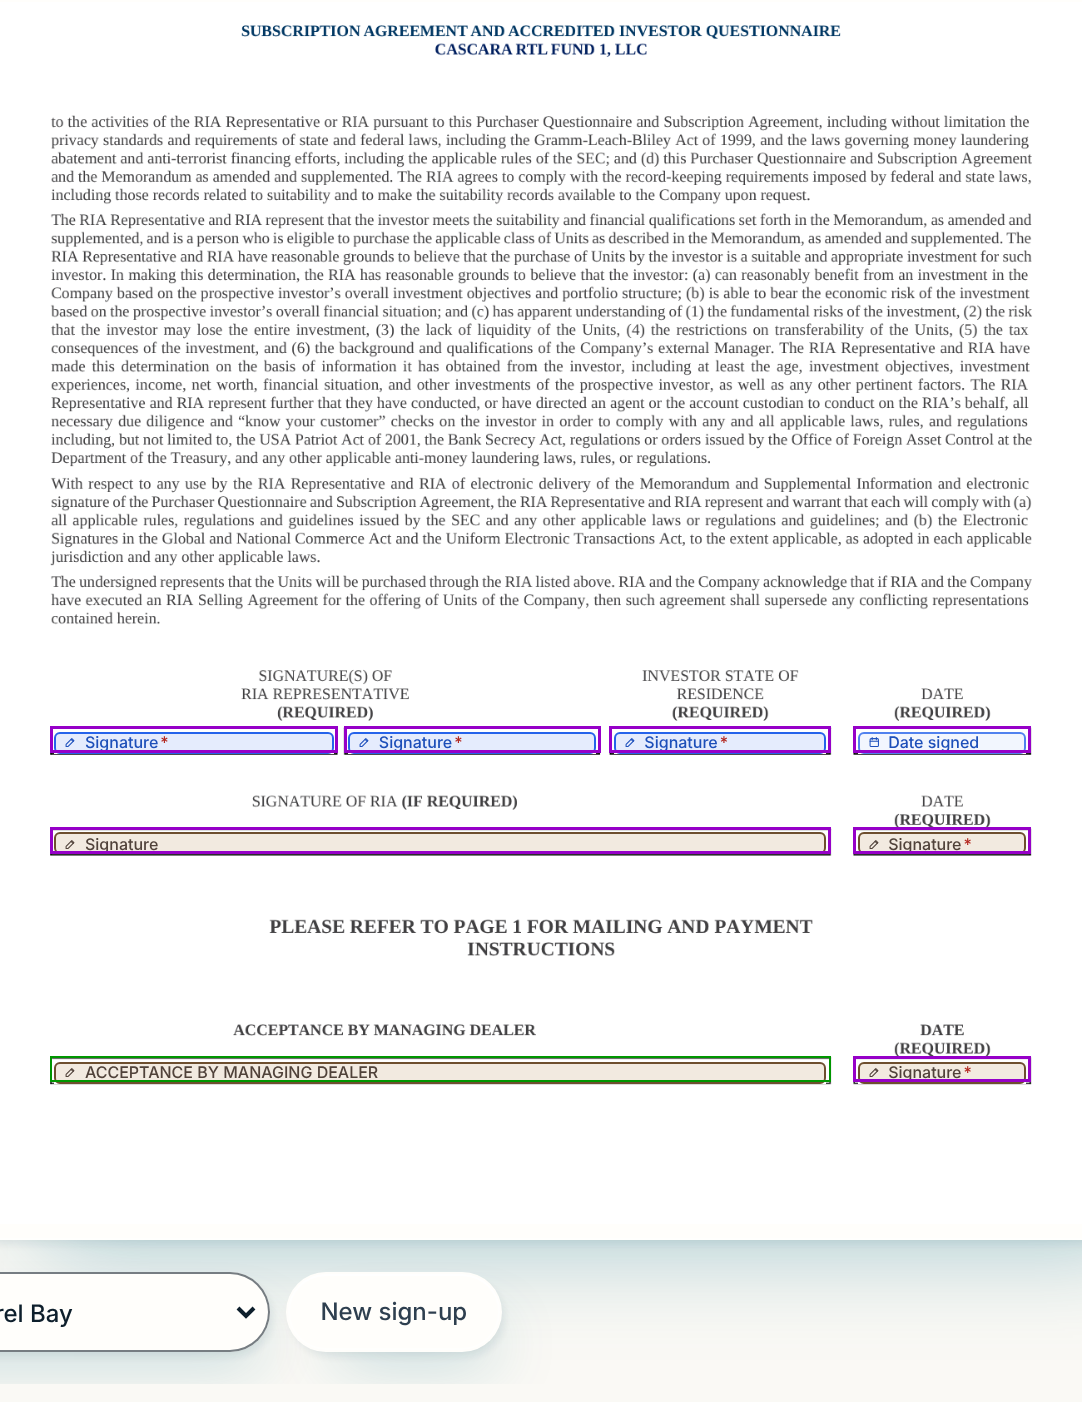 SUBSCRIPTION AGREEMENT AND ACCREDITED INVESTOR QUESTIONNAIRE
CASCARA RTL FUND 1, LLC
to the activities of the RIA Representative or RIA pursuant to this Purchaser Questionnaire and Subscription Agreement, including without limitation the
privacy standards and requirements of state and federal laws, including the Gramm-Leach-Bliley Act of 1999, and the laws governing money laundering
abatement and anti-terrorist financing efforts, including the applicable rules of the SEC; and (d) this Purchaser Questionnaire and Subscription Agreement
and the Memorandum as amended and supplemented. The RIA agrees to comply with the record-keeping requirements imposed by federal and state laws,
including those records related to suitability and to make the suitability records available to the Company upon request.
The RIA Representative and RIA represent that the investor meets the suitability and financial qualifications set forth in the Memorandum, as amended and
supplemented, and is a person who is eligible to purchase the applicable class of Units as described in the Memorandum, as amended and supplemented. The
RIA Representative and RIA have reasonable grounds to believe that the purchase of Units by the investor is a suitable and appropriate investment for such
investor. In making this determination, the RIA has reasonable grounds to believe that the investor: (a) can reasonably benefit from an investment in the
Company based on the prospective investor’s overall investment objectives and portfolio structure; (b) is able to bear the economic risk of the investment
based on the prospective investor’s overall financial situation; and (c) has apparent understanding of (1) the fundamental risks of the investment, (2) the risk
that the investor may lose the entire investment, (3) the lack of liquidity of the Units, (4) the restrictions on transferability of the Units, (5) the tax
consequences of the investment, and (6) the background and qualifications of the Company’s external Manager. The RIA Representative and RIA have
made this determination on the basis of information it has obtained from the investor, including at least the age, investment objectives, investment
experiences, income, net worth, financial situation, and other investments of the prospective investor, as well as any other pertinent factors. The RIA
Representative and RIA represent further that they have conducted, or have directed an agent or the account custodian to conduct on the RIA’s behalf, all
necessary due diligence and “know your customer” checks on the investor in order to comply with any and all applicable laws, rules, and regulations
including, but not limited to, the USA Patriot Act of 2001, the Bank Secrecy Act, regulations or orders issued by the Office of Foreign Asset Control at the
Department of the Treasury, and any other applicable anti-money laundering laws, rules, or regulations.
With respect to any use by the RIA Representative and RIA of electronic delivery of the Memorandum and Supplemental Information and electronic
signature of the Purchaser Questionnaire and Subscription Agreement, the RIA Representative and RIA represent and warrant that each will comply with (a)
all applicable rules, regulations and guidelines issued by the SEC and any other applicable laws or regulations and guidelines; and (b) the Electronic
Signatures in the Global and National Commerce Act and the Uniform Electronic Transactions Act, to the extent applicable, as adopted in each applicable
jurisdiction and any other applicable laws.
The undersigned represents that the Units will be purchased through the RIA listed above. RIA and the Company acknowledge that if RIA and the Company
have executed an RIA Selling Agreement for the offering of Units of the Company, then such agreement shall supersede any conflicting representations
contained herein.
SIGNATURE(S) OF
RIA REPRESENTATIVE
(REQUIRED)
INVESTOR STATE OF
RESIDENCE
(REQUIRED)
DATE
(REQUIRED)
Signature* Signature* Signature* Date signed
SIGNATURE OF RIA (IF REQUIRED)
DATE
(REQUIRED)
Signature Signature*
PLEASE REFER TO PAGE 1 FOR MAILING AND PAYMENT
INSTRUCTIONS
ACCEPTANCE BY MANAGING DEALER
DATE
(REQUIRED)
ACCEPTANCE BY MANAGING DEALER Signature*
rel Bay New sign-up